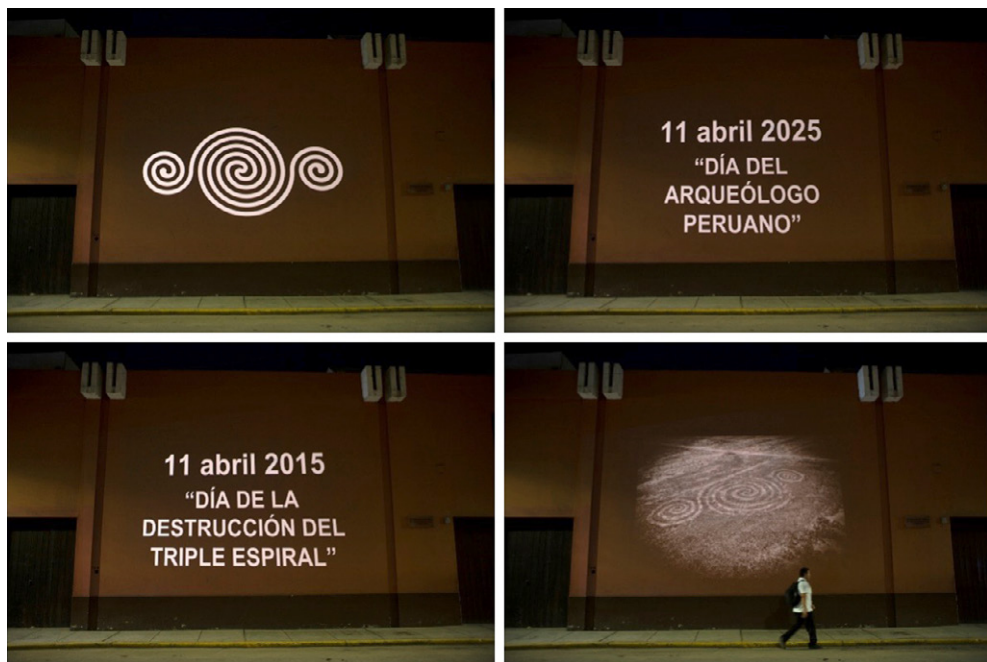 11 abril 2025
“DÍA DEL
ARQUEÓLOGO
PERUANO”
11 abril 2015
“DÍA DE LA
DESTRUCCIÓN DEL
TRIPLE ESPIRAL”